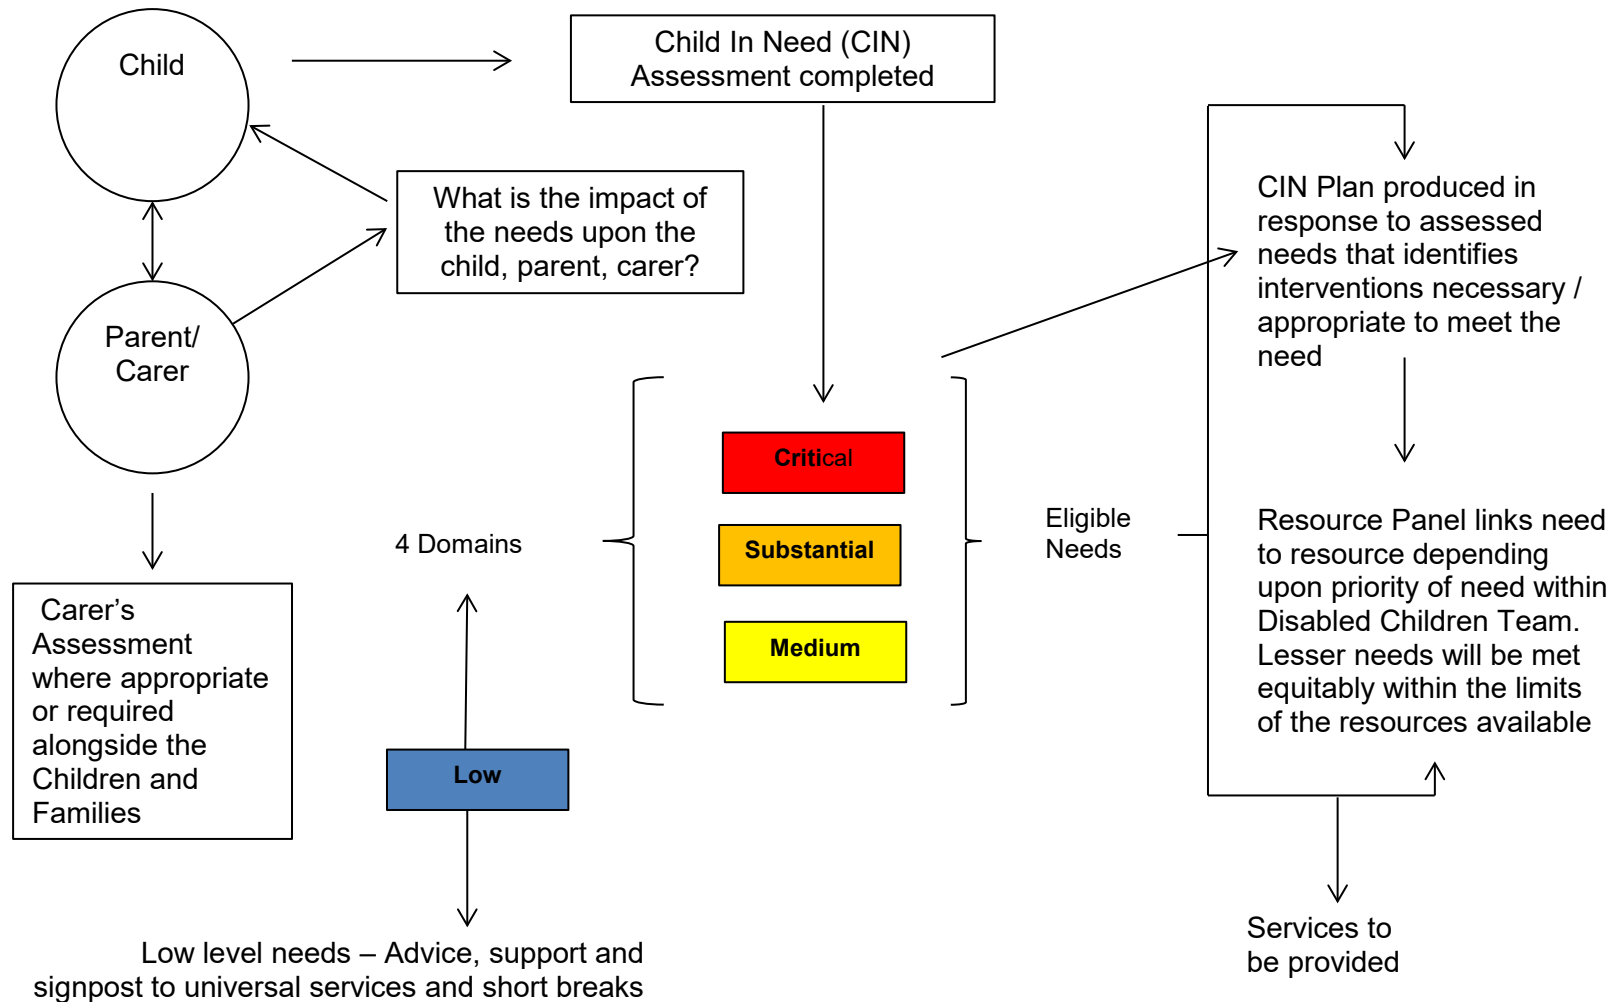 Child
Child In Need (CIN)
Assessment completed
What is the impact of
the needs upon the
child, parent, carer?
Parent/
Carer
Carer’s
Assessment
where appropriate
or required
alongside the
Children and
Families
4 Domains
Critical
Substantial
Medium
Low
Low level needs – Advice, support and
signpost to universal services and short breaks
Eligible
Needs
CIN Plan produced in
response to assessed
needs that identifies
interventions necessary /
appropriate to meet the
need
Resource Panel links need
to resource depending
upon priority of need within
Disabled Children Team.
Lesser needs will be met
equitably within the limits
of the resources available
Services to
be provided